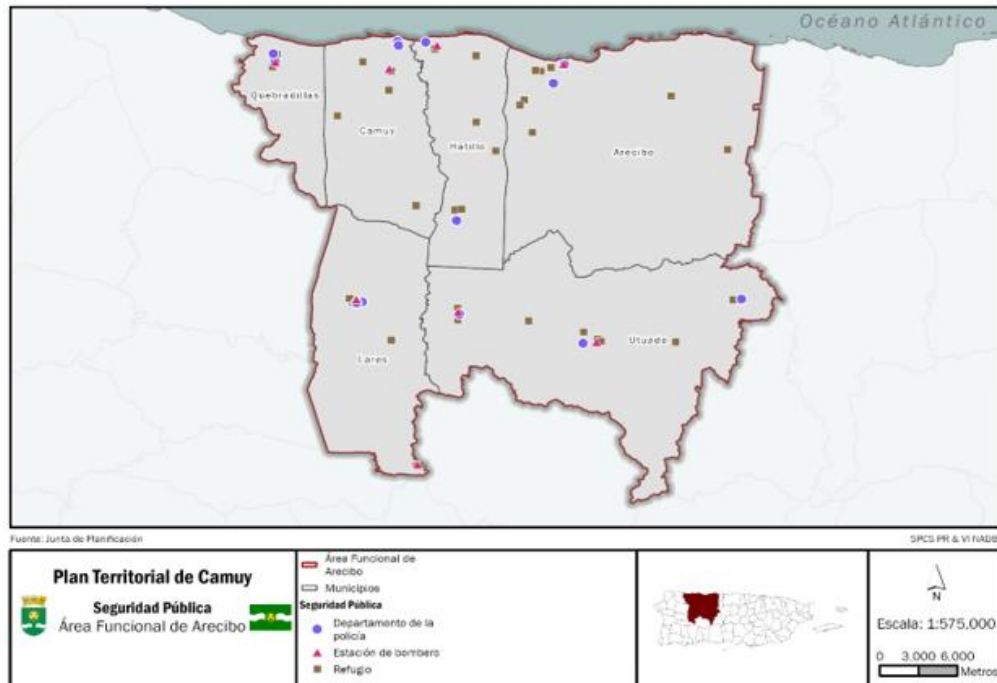 Océano Atlántico
Quebradillas
Camuy
Hatillo
Arecibo
Lares
Utuado
Fuente: Junta de Planificación
SPCS PR & VI NAD8
Plan Territorial de Camuy
Seguridad Pública
Área Funcional de Arecibo
Área Funcional de
Arecibo
Municipios
Seguridad Pública
Departamento de la
policía
Estación de bombero
Refugio
N
Escala: 1:575.000
0 3,000 6,000
Metros